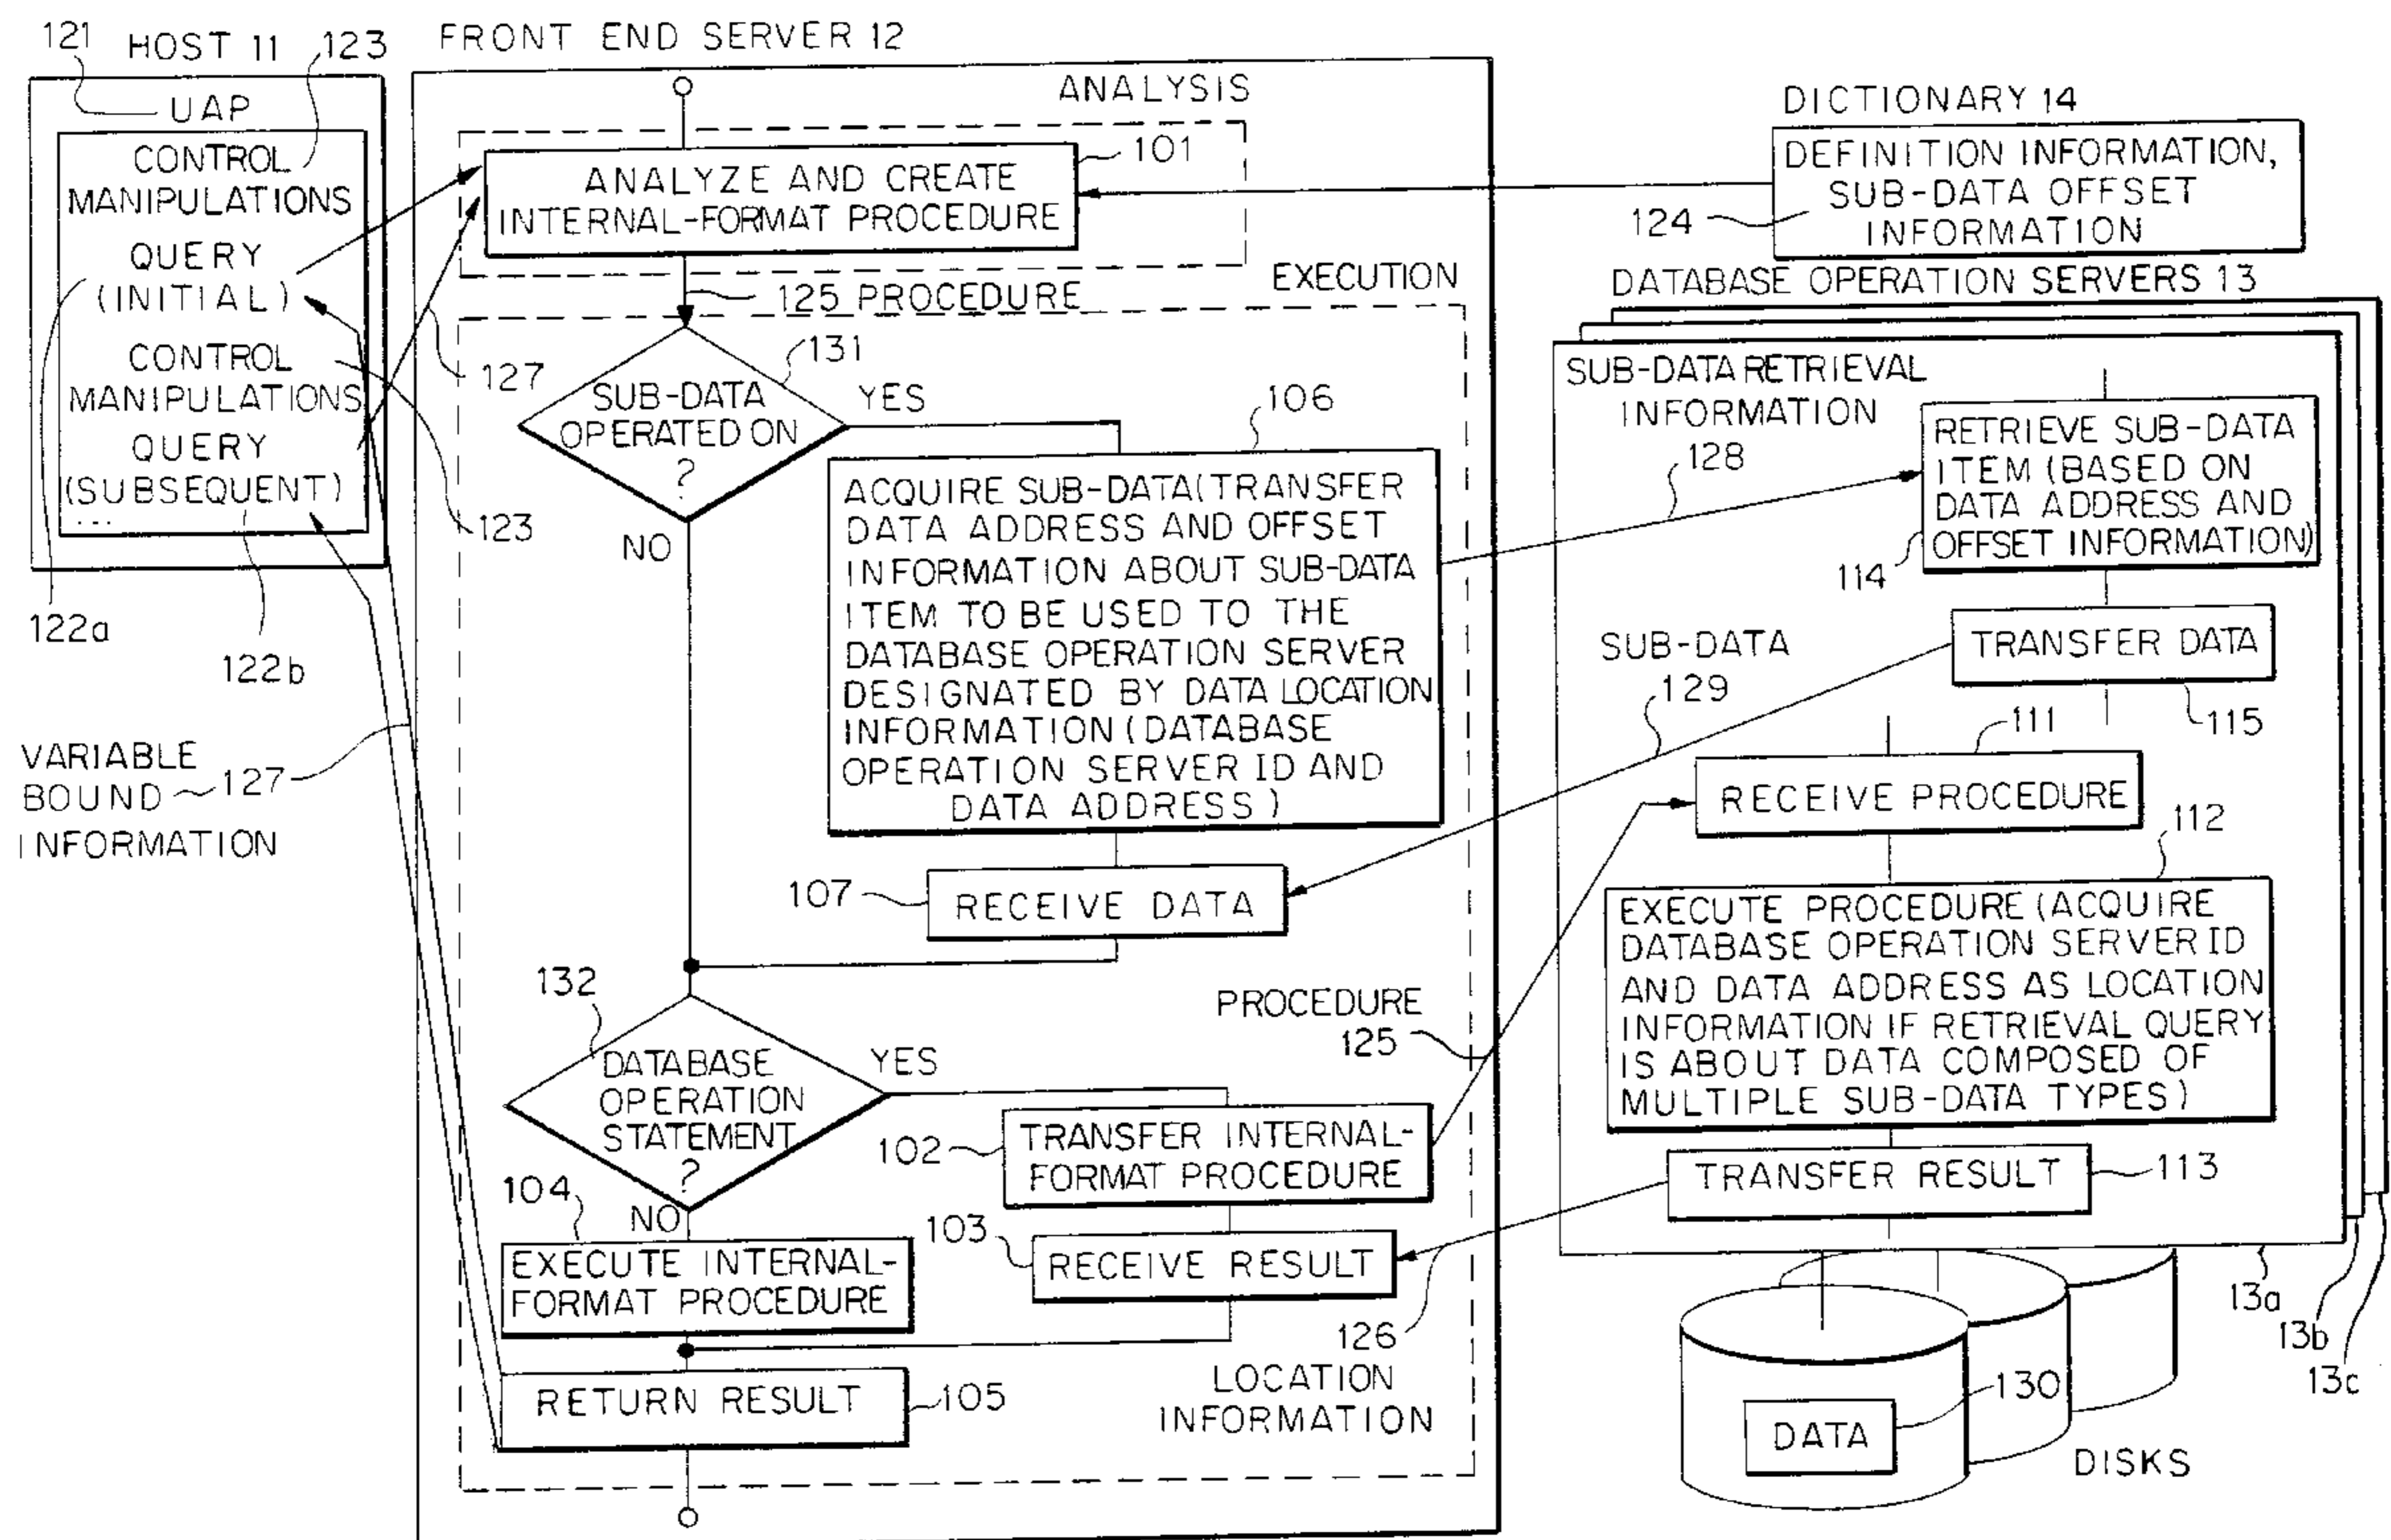 121
HOST 11
123
UAP
CONTROL
MANIPULATIONS
QUERY
(INITIAL)
CONTROL
MANIPULATIONS
QUERY
(SUBSEQUENT)
...
122a
122b
123
127
VARIABLE
BOUND ~127
INFORMATION
FRONT END SERVER 12
ANALYSIS
101
ANALYZE AND CREATE
INTERNAL-FORMAT PROCEDURE
125 PROCEDURE
EXECUTION
131
SUB-DATA
OPERATED ON
?
YES
NO
106
ACQUIRE SUB-DATA(TRANSFER
DATA ADDRESS AND OFFSET
INFORMATION ABOUT SUB-DATA
ITEM TO BE USED TO THE
DATABASE OPERATION SERVER
DESIGNATED BY DATA LOCATION
INFORMATION (DATABASE
OPERATION SERVER ID AND
DATA ADDRESS)
107
RECEIVE DATA
132
DATABASE
OPERATION
STATEMENT
?
YES
NO
PROCEDURE
125
102
TRANSFER INTERNAL-
FORMAT PROCEDURE
104
EXECUTE INTERNAL-
FORMAT PROCEDURE
103
RECEIVE RESULT
126
LOCATION
INFORMATION
RETURN RESULT
105
DICTIONARY 14
DEFINITION INFORMATION,
SUB-DATA OFFSET
INFORMATION
124
DATABASE OPERATION SERVERS 13
SUB-DATA RETRIEVAL
INFORMATION
128
RETRIEVE SUB-DATA
ITEM (BASED ON
DATA ADDRESS AND
OFFSET INFORMATION)
114
SUB-DATA
129
TRANSFER DATA
115
111
RECEIVE PROCEDURE
112
EXECUTE PROCEDURE (ACQUIRE
DATABASE OPERATION SERVER ID
AND DATA ADDRESS AS LOCATION
INFORMATION IF RETRIEVAL QUERY
IS ABOUT DATA COMPOSED OF
MULTIPLE SUB-DATA TYPES)
TRANSFER RESULT
113
13a
13b
13c
130
DATA
DISKS